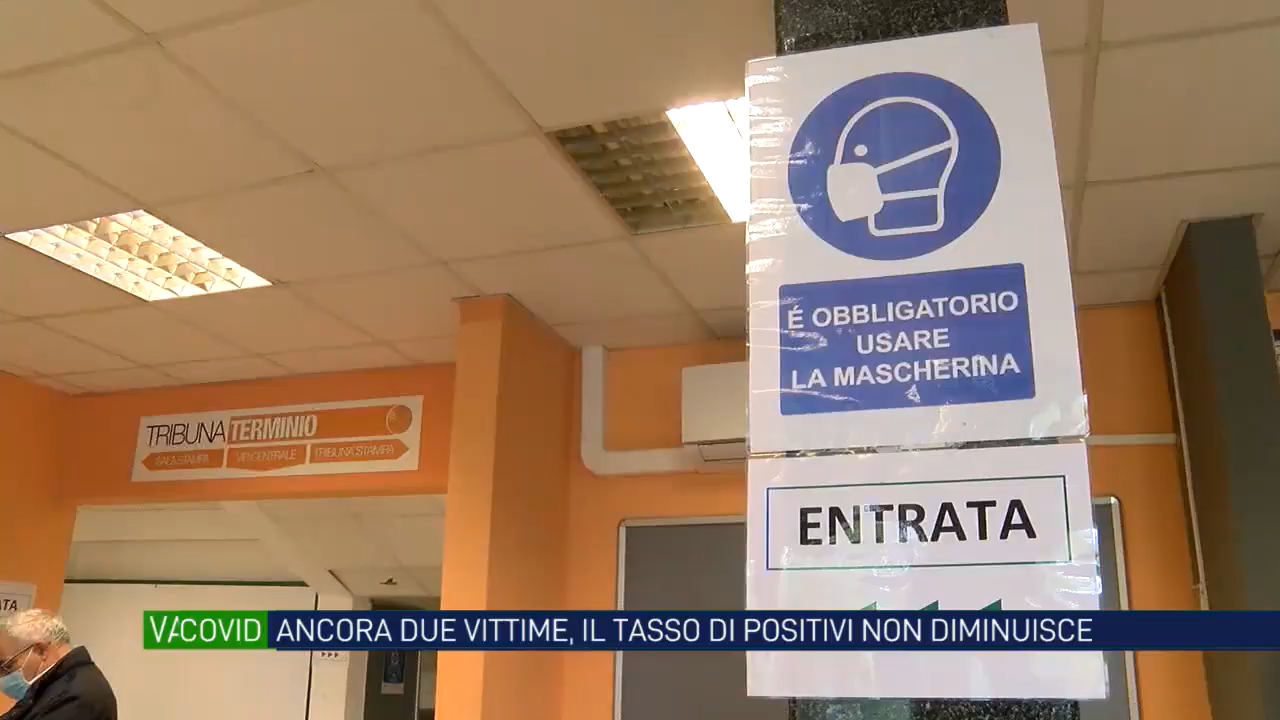 É OBBLIGATORIO
USARE
LA MASCHERINA
TRIBUNA TERMINIO
SALA STAMPA VIP CENTRALE TRIBUNA STAMPA
ENTRATA
COVID ANCORA DUE VITTIME, IL TASSO DI POSITIVI NON DIMINUISCE